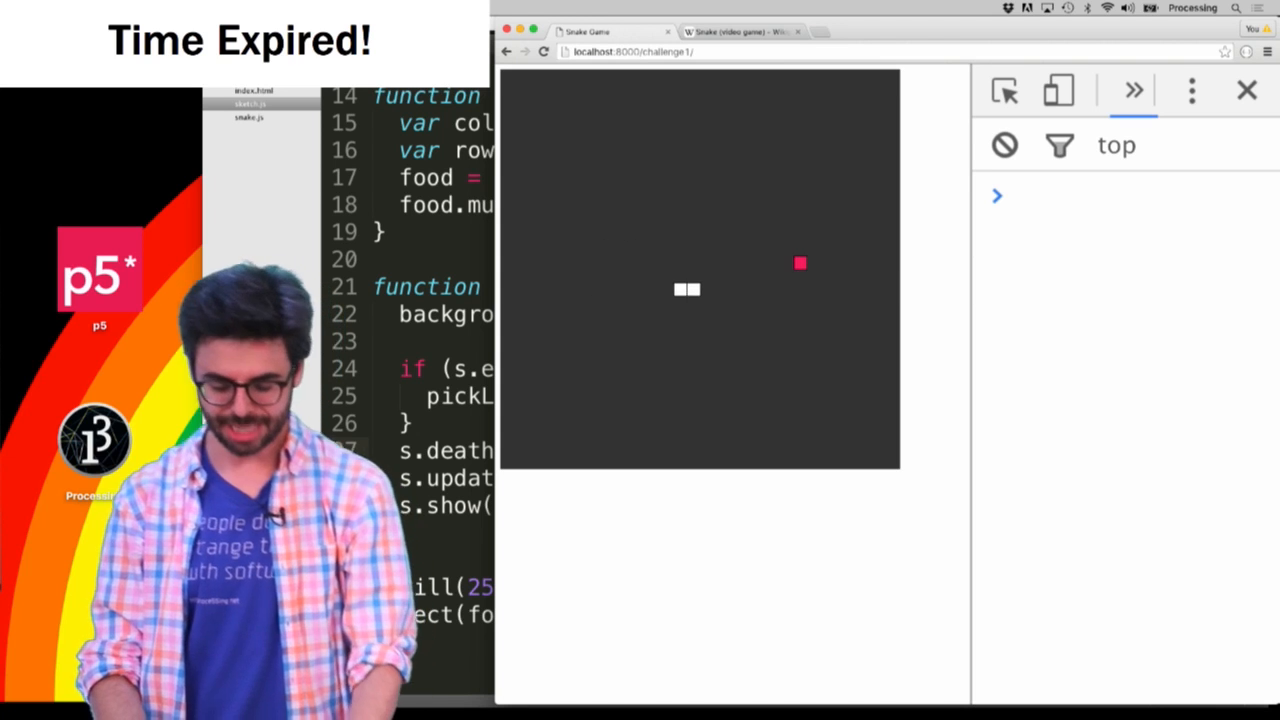 Time Expired!
Processing
Snake Game
Snake (video game) - Wiki
You
localhost:8000/challenge1/
index.html
sketch.js
snake.js
14 function
15 var col
16 var row
17 food =
18 food.mu
19 }
20
21 function
22 backgro
23
24 if (s.e
25 pickL
26 }
27 s.death
s.updat
s.show(
ill(25
ect(fo
top
p5*
p5
Processin
eople do
tange t
with softw